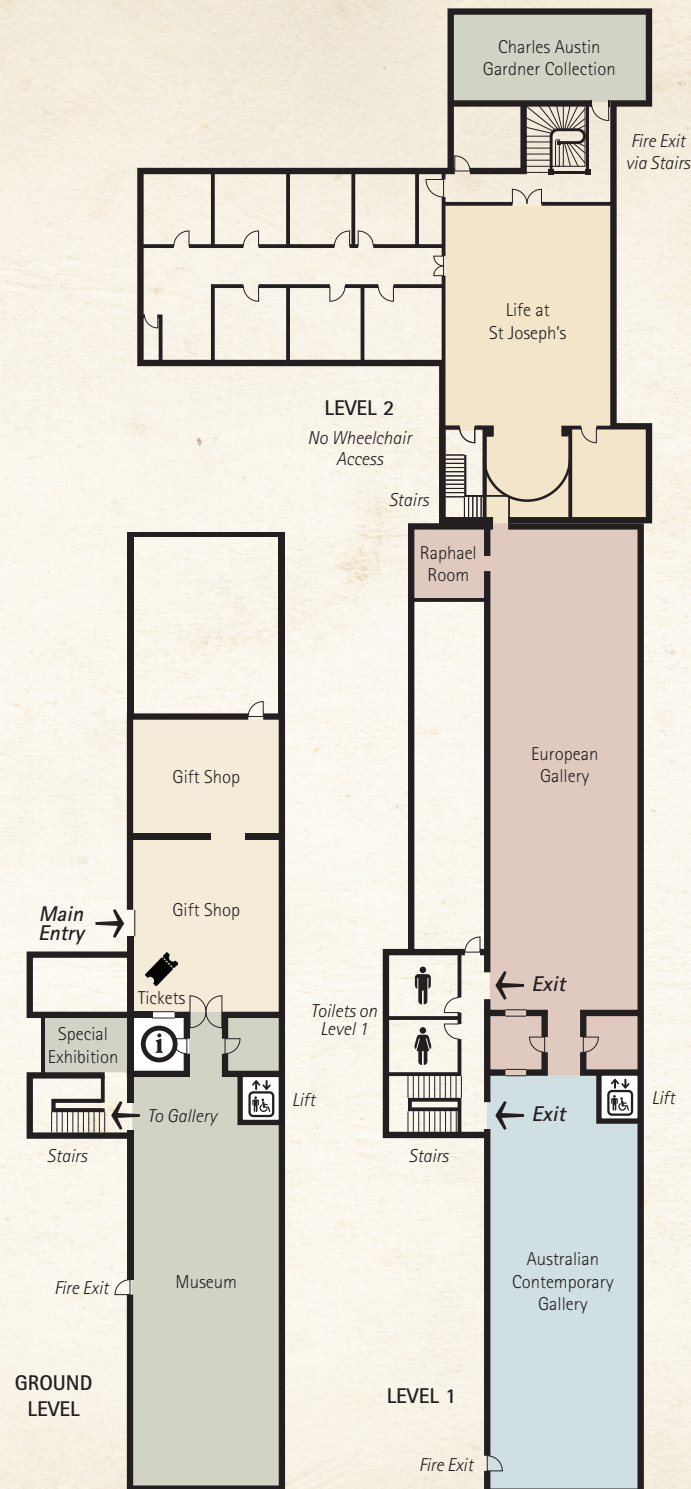 Charles Austin
Gardner Collection
Fire Exit
via Stairs
Life at
St Joseph's
LEVEL 2
No Wheelchair
Access
Stairs
Raphael
Room
European
Gallery
Gift Shop
Gift Shop
Main
Entry
Tickets
Special
Exhibition
i
To Gallery
Lift
Stairs
Fire Exit
Museum
GROUND
LEVEL
Toilets on
Level 1
Exit
Exit
Lift
Stairs
Australian
Contemporary
Gallery
LEVEL 1
Fire Exit